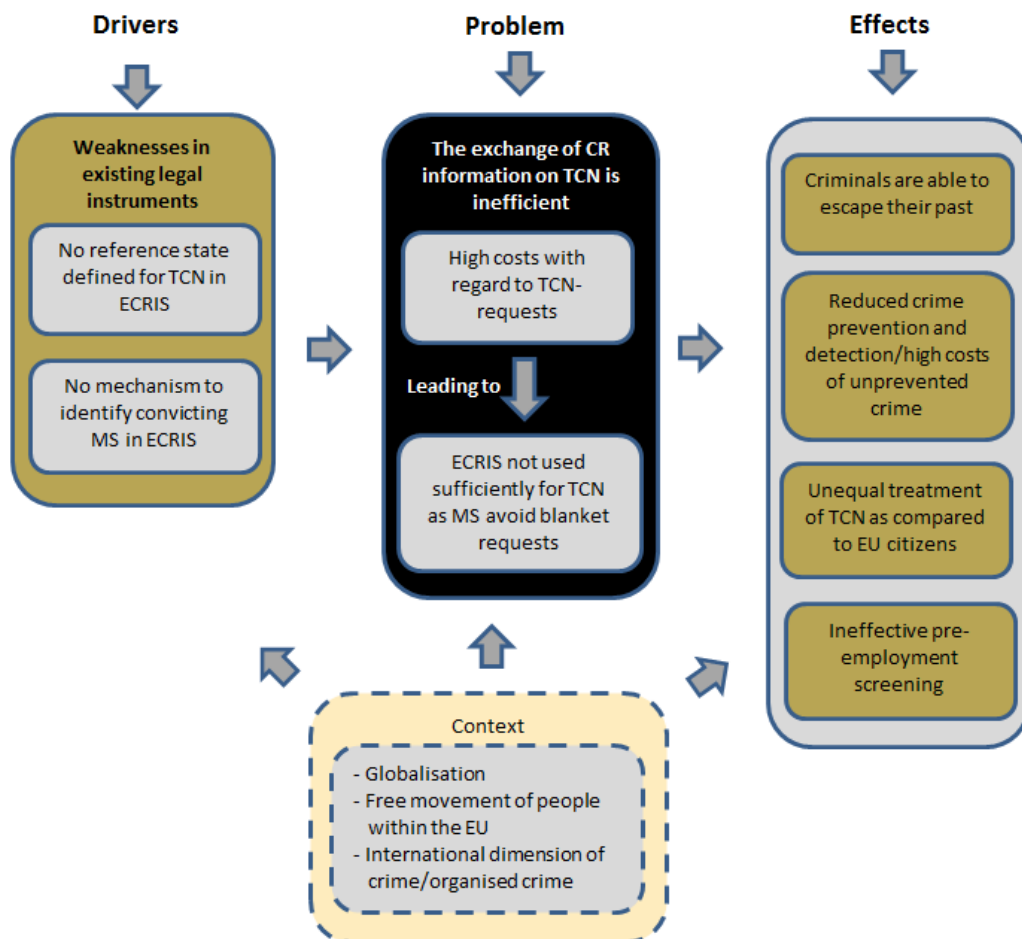 Drivers
Problem
Effects
Weaknesses in
existing legal
instruments
No reference state
defined for TCN in
ECRIS
No mechanism to
identify convicting
MS in ECRIS
The exchange of CR
information on TCN is
inefficient
High costs with
regard to TCN-
requests
Leading to
ECRIS not used
sufficiently for TCN
as MS avoid blanket
requests
Criminals are able to
escape their past
Reduced crime
prevention and
detection/high costs
of unprevented
crime
Unequal treatment
of TCN as compared
to EU citizens
Ineffective pre-
employment
screening
Context
- Globalisation
- Free movement of people
within the EU
- International dimension of
crime/organised crime